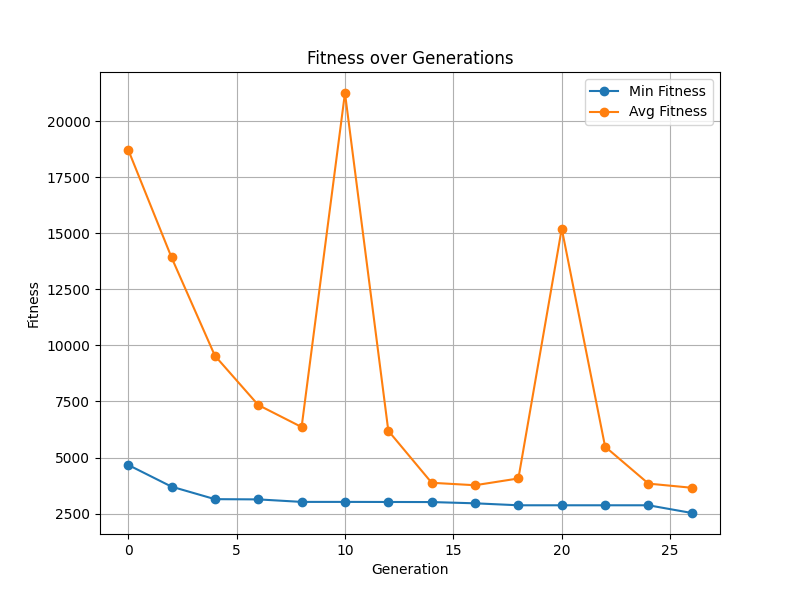 Fitness over Generations
Min Fitness
Avg Fitness
20000
17500
15000
12500
10000
7500
5000
2500
Fitness
0 5 10 15 20 25
Generation